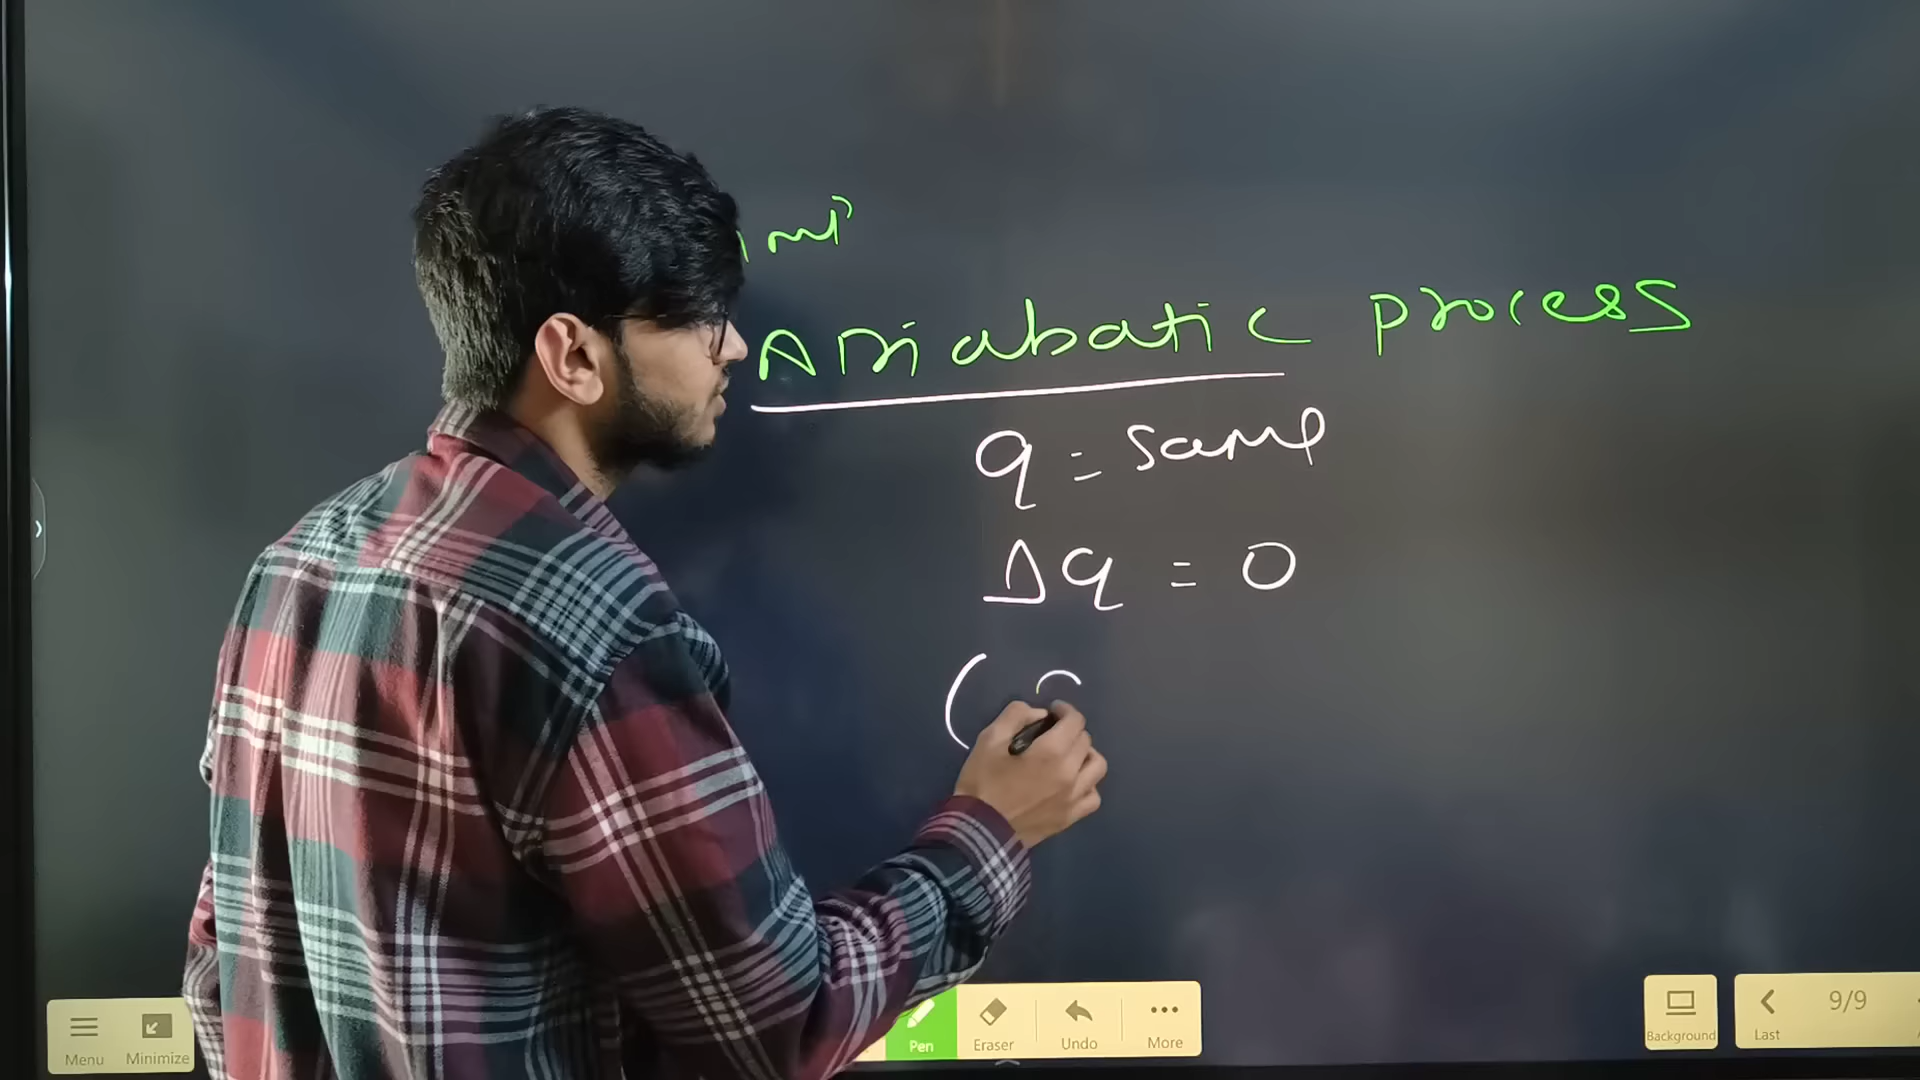 ADiabatic process
q = same
Δq = 0
(
Menu
Minimize
Pen
Eraser
Undo
More
Background
Last
9/9